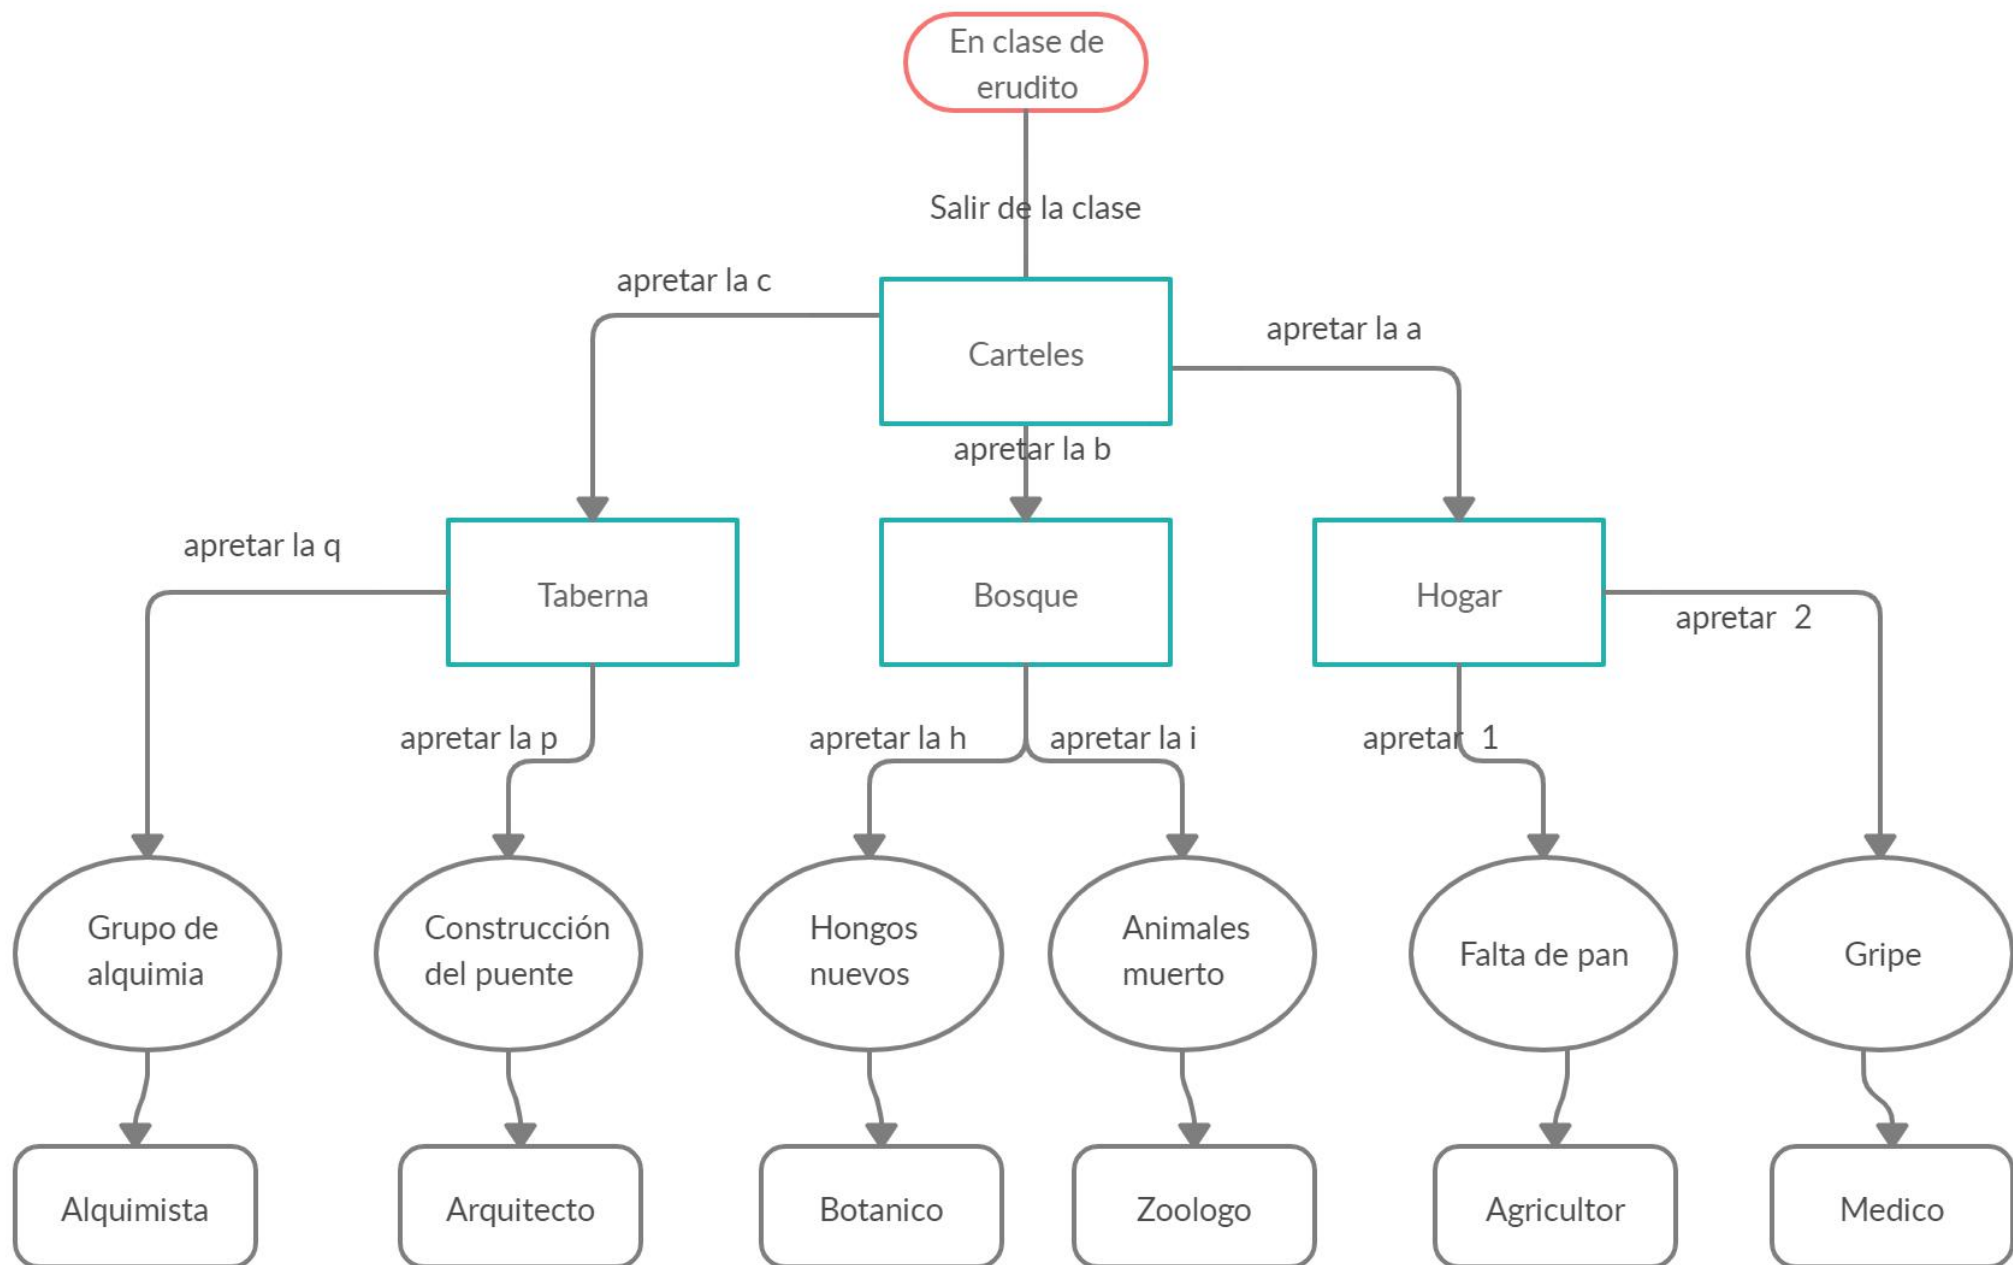 En clase de
erudito
Salir de la clase
apretar la c
Carteles
apretar la a
apretar la b
apretar la q
Taberna
Bosque
Hogar
apretar  2
apretar la p
apretar la h
apretar la i
apretar  1
Grupo de
alquimia
Construcción
del puente
Hongos
nuevos
Animales
muerto
Falta de pan
Gripe
Alquimista
Arquitecto
Botanico
Zoologo
Agricultor
Medico